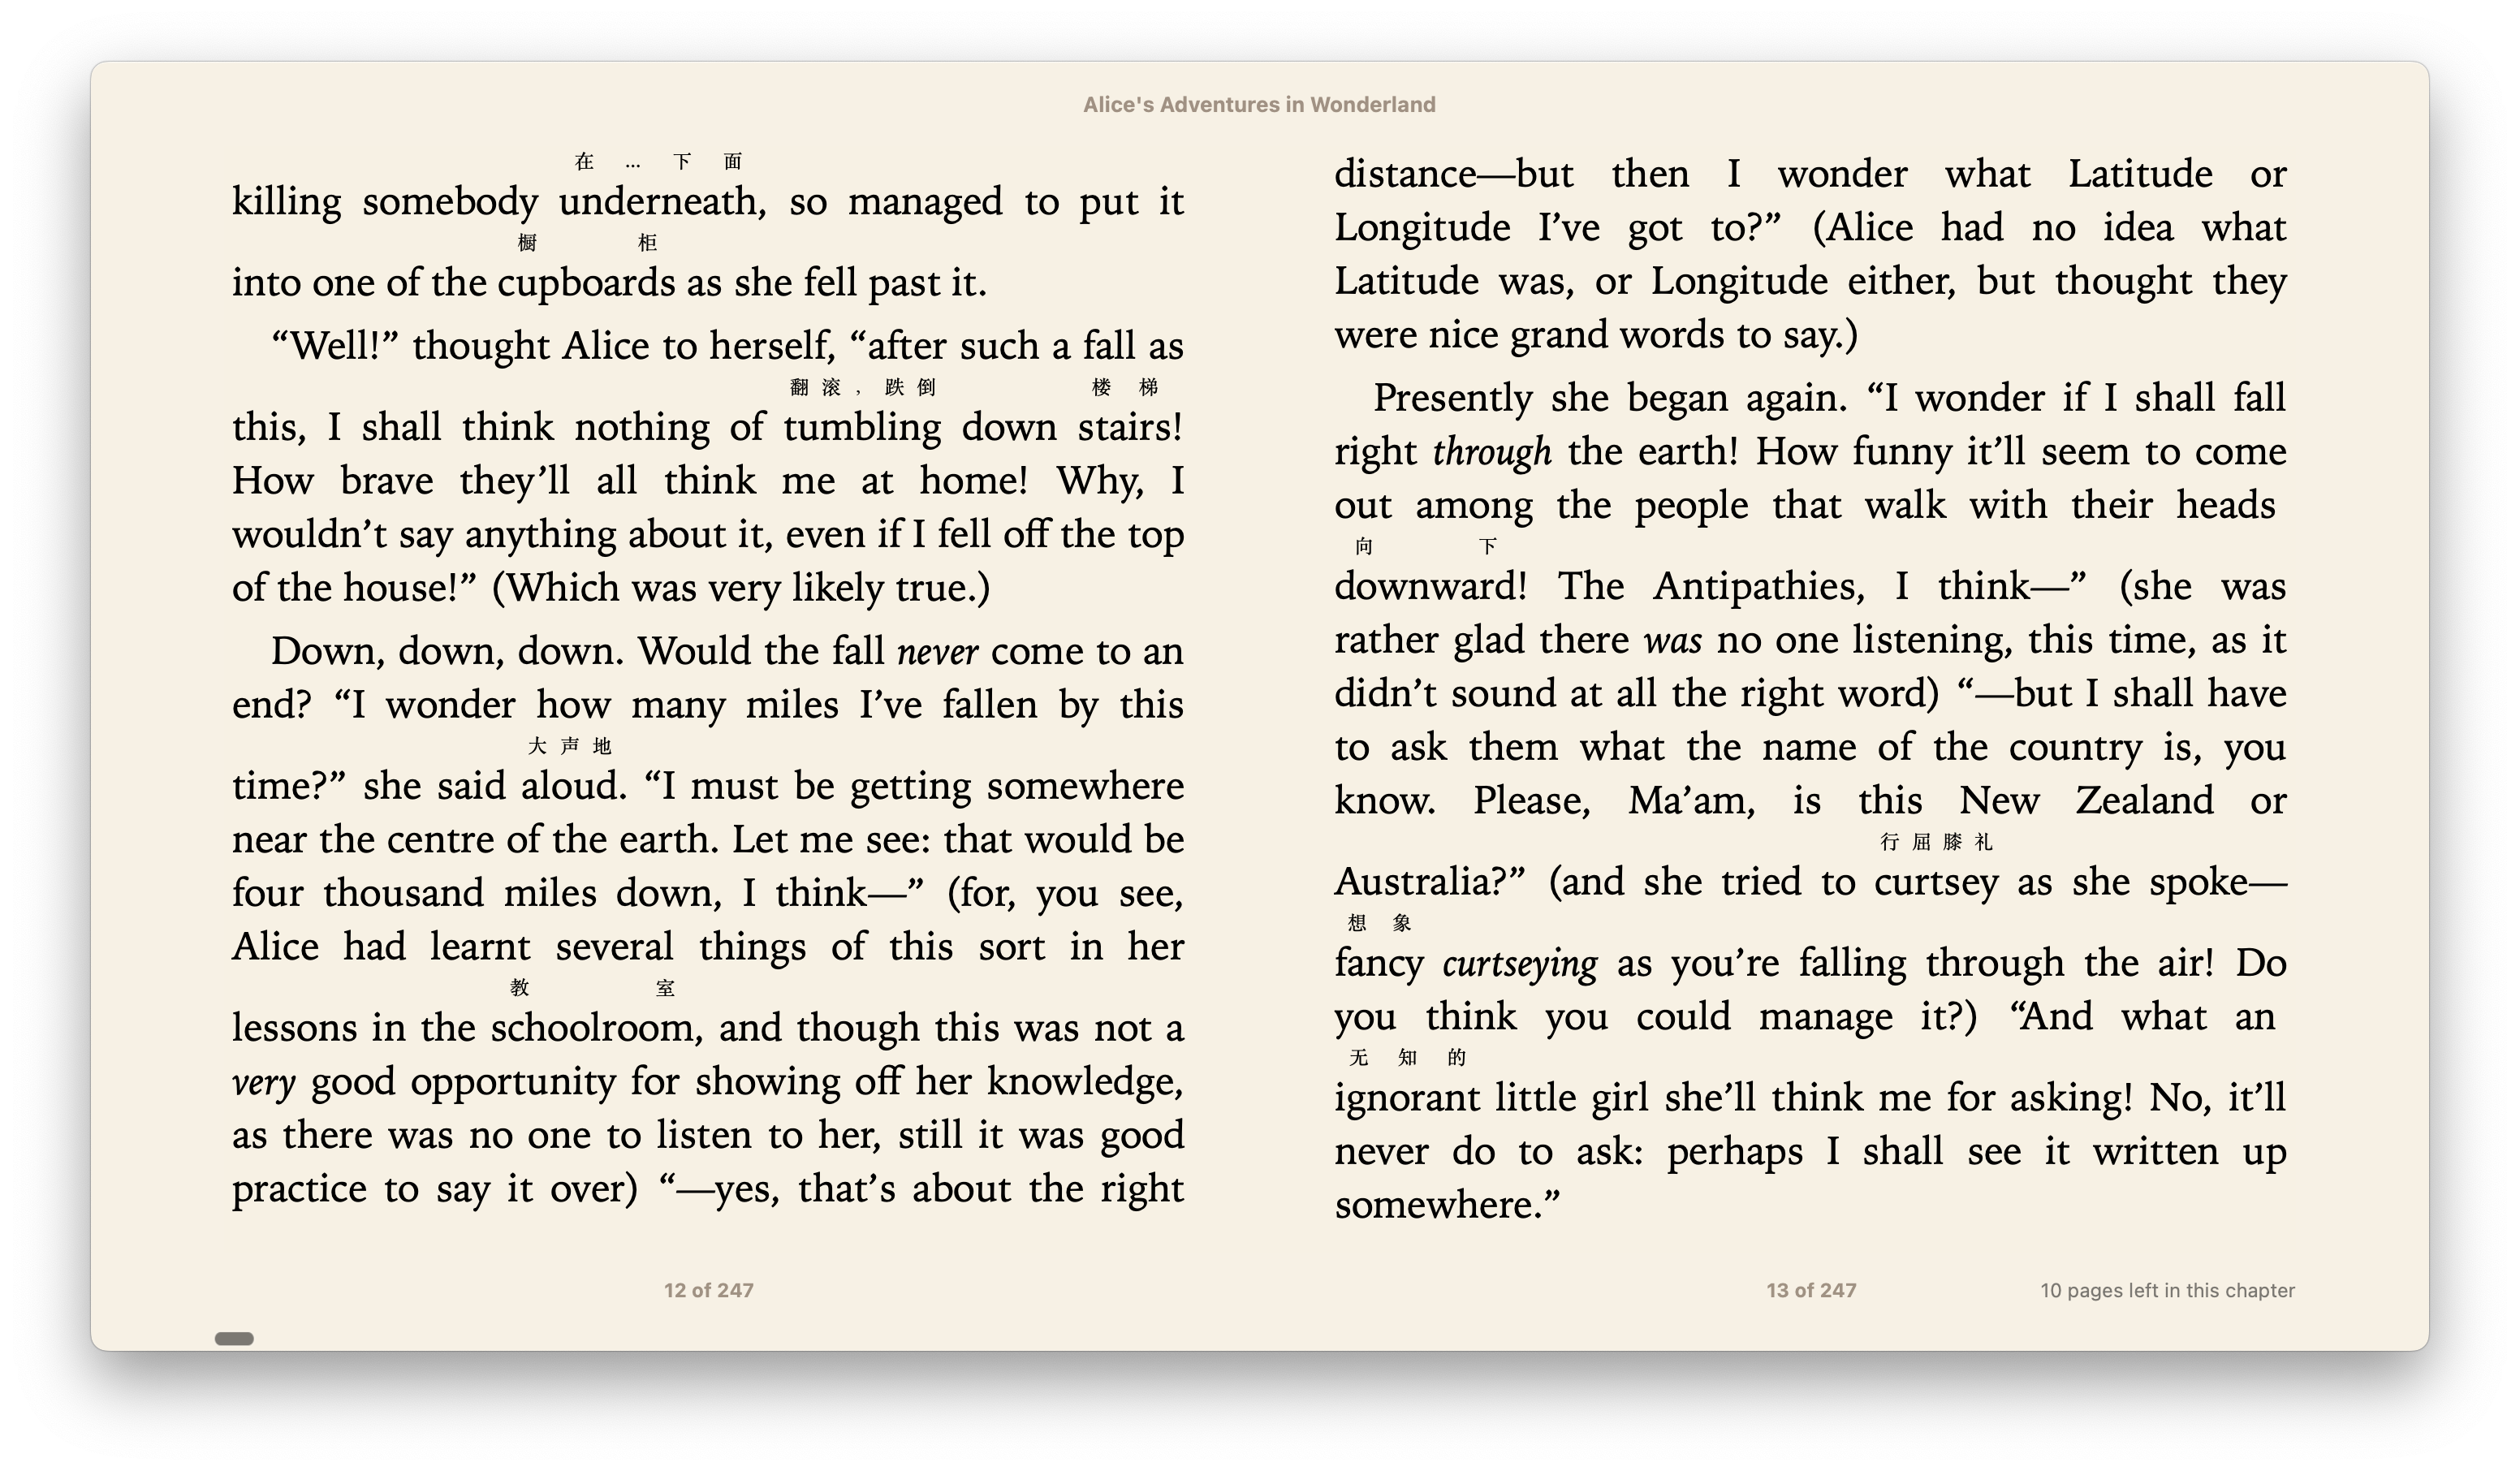 Alice's Adventures in Wonderland
在 … 下 面
killing somebody underneath, so managed to put it
橱 柜
into one of the cupboards as she fell past it.
“Well!” thought Alice to herself, “after such a fall as
翻 滚 , 跌 倒 楼 梯
this, I shall think nothing of tumbling down stairs!
How brave they’ll all think me at home! Why, I
wouldn’t say anything about it, even if I fell off the top
of the house!” (Which was very likely true.)
Down, down, down. Would the fall never come to an
end? “I wonder how many miles I’ve fallen by this
大 声 地
time?” she said aloud. “I must be getting somewhere
near the centre of the earth. Let me see: that would be
four thousand miles down, I think—” (for, you see,
Alice had learnt several things of this sort in her
教 室
lessons in the schoolroom, and though this was not a
very good opportunity for showing off her knowledge,
as there was no one to listen to her, still it was good
practice to say it over) “—yes, that’s about the right
12 of 247
distance—but then I wonder what Latitude or
Longitude I’ve got to?” (Alice had no idea what
Latitude was, or Longitude either, but thought they
were nice grand words to say.)
Presently she began again. “I wonder if I shall fall
right through the earth! How funny it’ll seem to come
out among the people that walk with their heads
向 下
downward! The Antipathies, I think—” (she was
rather glad there was no one listening, this time, as it
didn’t sound at all the right word) “—but I shall have
to ask them what the name of the country is, you
know. Please, Ma’am, is this New Zealand or
行 屈 膝 礼
Australia?” (and she tried to curtsey as she spoke—
想 象
fancy curtseying as you’re falling through the air! Do
you think you could manage it?) “And what an
无 知 的
ignorant little girl she’ll think me for asking! No, it’ll
never do to ask: perhaps I shall see it written up
somewhere.”
13 of 247
10 pages left in this chapter